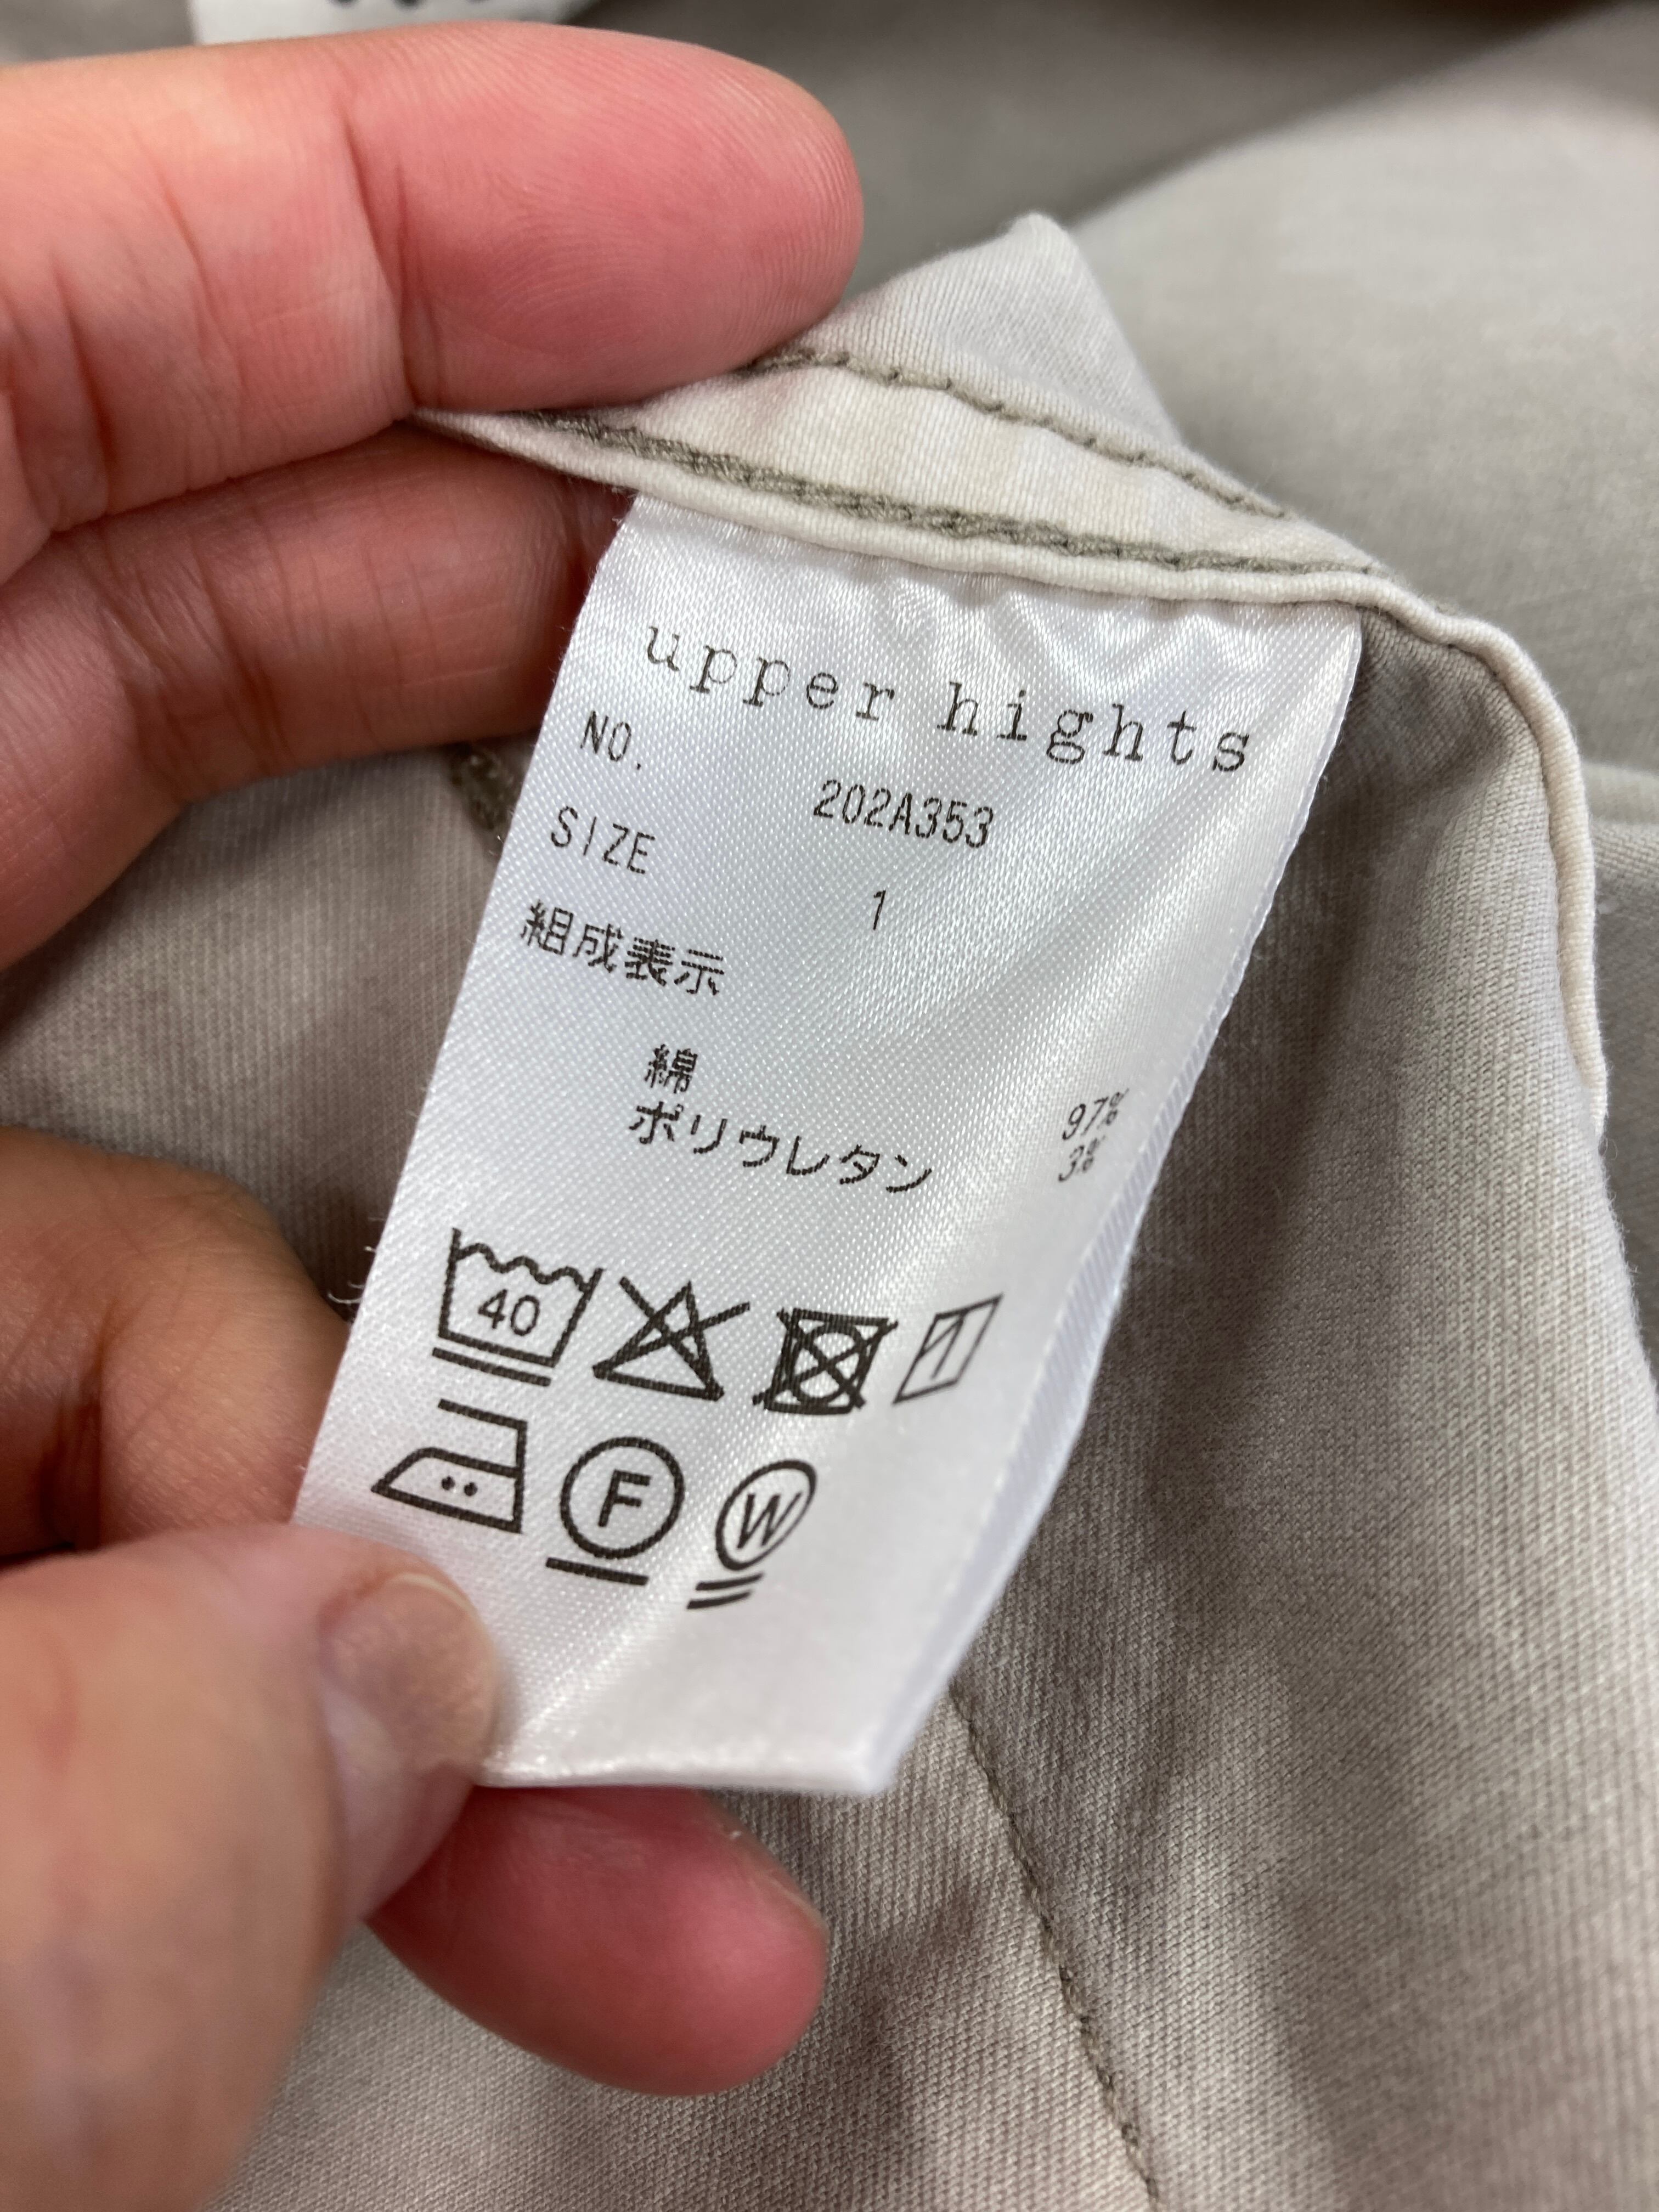 upper hights
NO. 202A353
SIZE 1
組成表示
綿 97%
ポリウレタン 3%
40
F W